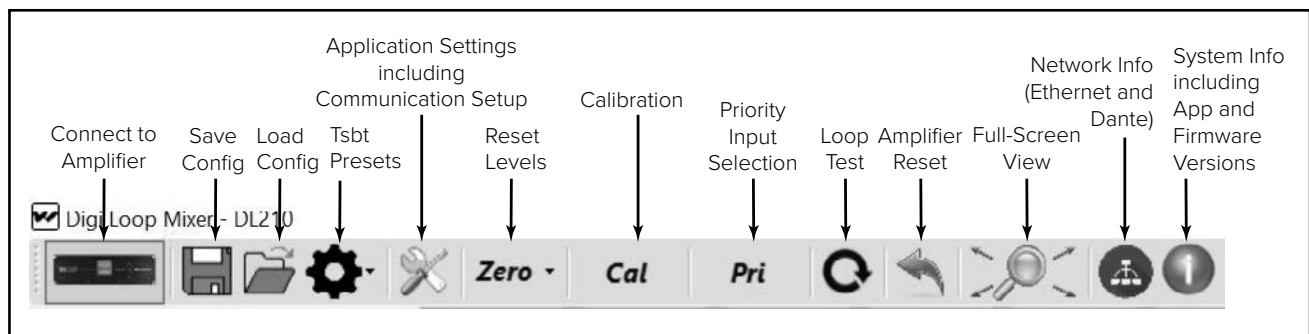 Connect to
Amplifier
Save
Config
Load
Config
Tsbt
Presets
Application Settings
including
Communication Setup
Reset
Levels
Calibration
Priority
Input
Selection
Loop
Test
Amplifier
Reset
Full-Screen
View
Network Info
(Ethernet and
Dante)
System Info
including
App and
Firmware
Versions
Digi Loop Mixer - DL210
Zero
Cal
Pri